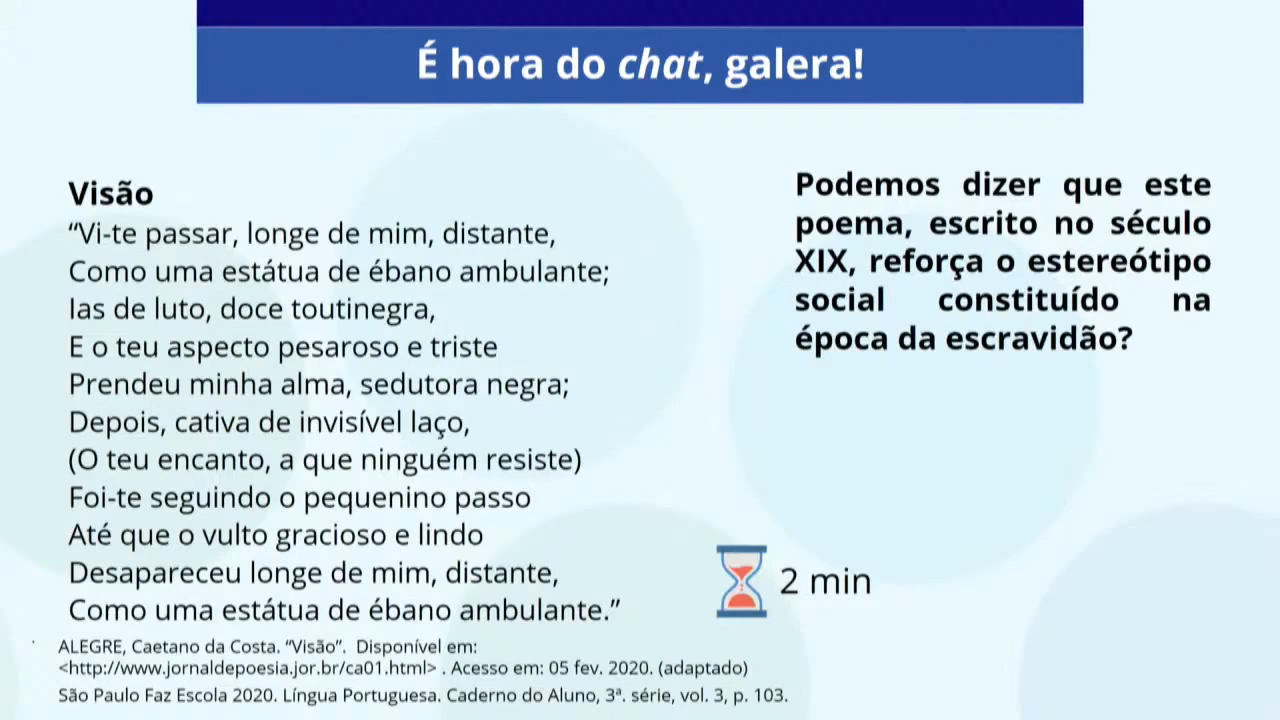 É hora do chat, galera!
Visão
“Vi-te passar, longe de mim, distante,
Como uma estátua de ébano ambulante;
Ias de luto, doce toutinegra,
E o teu aspecto pesaroso e triste
Prendeu minha alma, sedutora negra;
Depois, cativa de invisível laço,
(O teu encanto, a que ninguém resiste)
Foi-te seguindo o pequenino passo
Até que o vulto gracioso e lindo
Desapareceu longe de mim, distante,
Como uma estátua de ébano ambulante.”
Podemos dizer que este
poema, escrito no século
XIX, reforça o estereótipo
social constituído na
época da escravidão?
2 min
ALEGRE, Caetano da Costa. “Visão”. Disponível em:
<http://www.jornaldepoesia.jor.br/ca01.html> . Acesso em: 05 fev. 2020. (adaptado)
São Paulo Faz Escola 2020. Língua Portuguesa. Caderno do Aluno, 3ª. série, vol. 3, p. 103.